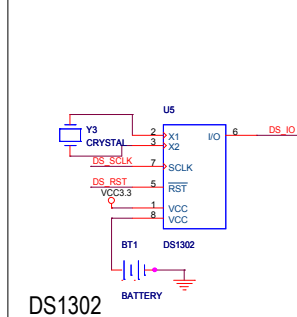 U5
Y3
CRYSTAL
2 X1 I/O 6 DS_IO
3 X2
DS_SCLK 7 SCLK
DS_RST 5 RST
VCC3.3
1 VCC
8 VCC
BT1 DS1302
BATTERY
DS1302